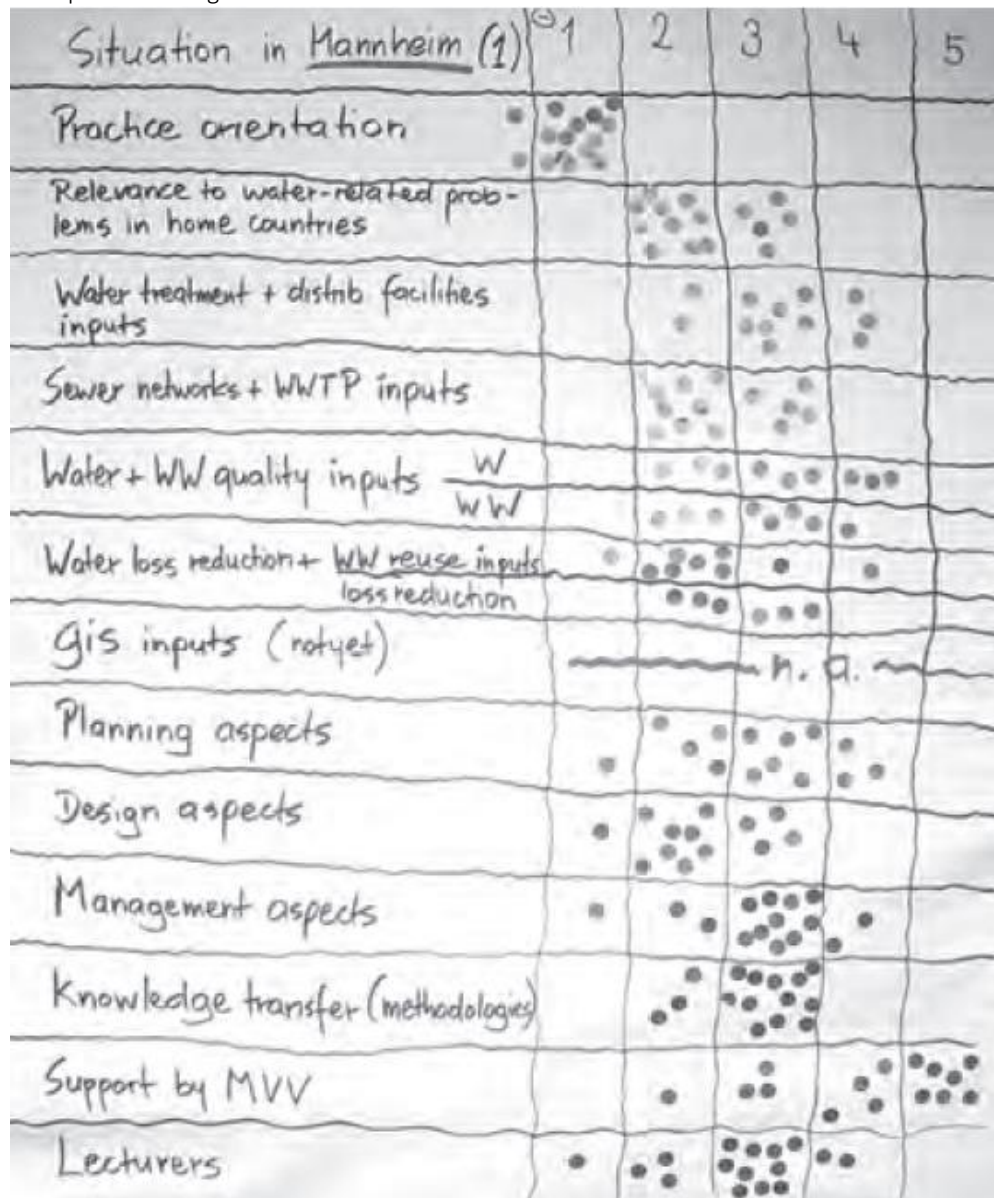 Situation in Mannheim (1) ⊖1 2 3 4 5
Practice orientation
Relevance to water-related prob-
lems in home countries
Water treatment + distrib facilities
inputs
Sewer networks + WWTP inputs
Water + WW quality inputs W
WW
Water loss reduction + WW reuse inputs
loss reduction
gis inputs (not yet) n. a.
Planning aspects
Design aspects
Management aspects
Knowledge transfer (methodologies)
Support by MVV
Lecturers